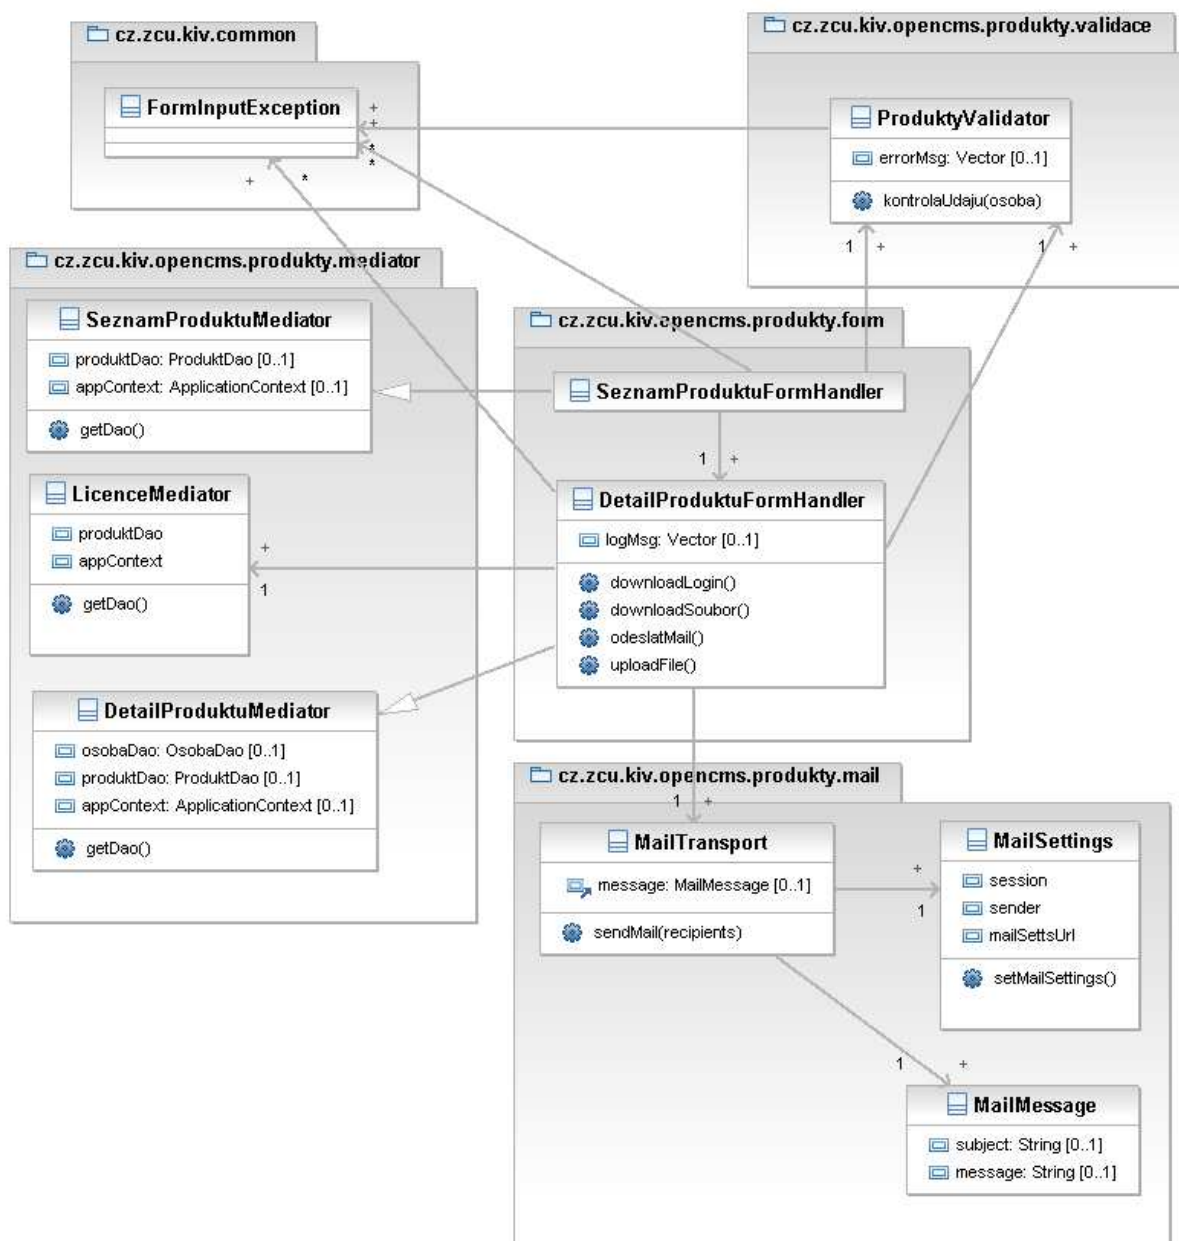 cz.zcu.kiv.common
FormInputException
+
+
*
*
+
*
cz.zcu.kiv.opencms.produkty.validace
ProduktyValidator
errorMsg: Vector [0..1]
kontrolaUdaju(osoba)
1
+
1
+
cz.zcu.kiv.opencms.produkty.mediator
SeznamProduktuMediator
produktDao: ProduktDao [0..1]
appContext: ApplicationContext [0..1]
getDao()
LicenceMediator
produktDao
appContext
getDao()
+
1
DetailProduktuMediator
osobaDao: OsobaDao [0..1]
produktDao: ProduktDao [0..1]
appContext: ApplicationContext [0..1]
getDao()
cz.zcu.kiv.opencms.produkty.form
SeznamProduktuFormHandler
1
+
DetailProduktuFormHandler
logMsg: Vector [0..1]
downloadLogin()
downloadSoubor()
odeslatMail()
uploadFile()
cz.zcu.kiv.opencms.produkty.mail
1
+
MailTransport
message: MailMessage [0..1]
sendMail(recipients)
+
1
MailSettings
session
sender
mailSettsUrl
setMailSettings()
1
+
MailMessage
subject: String [0..1]
message: String [0..1]